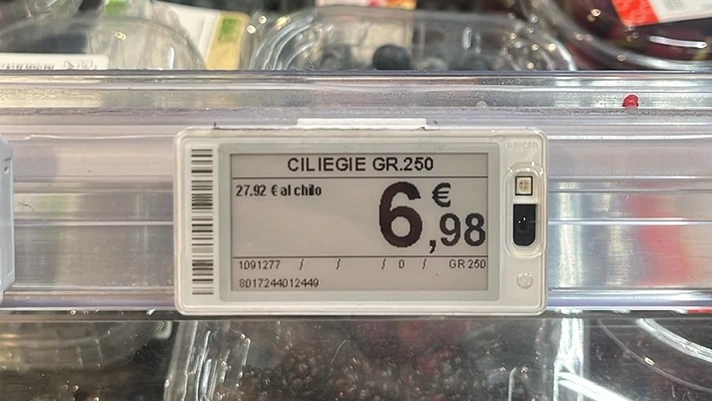 CILIEGIE GR.250
27.92 € al chilo
6,98 €
1091277 / / / 0 / GR 250
8017244012449